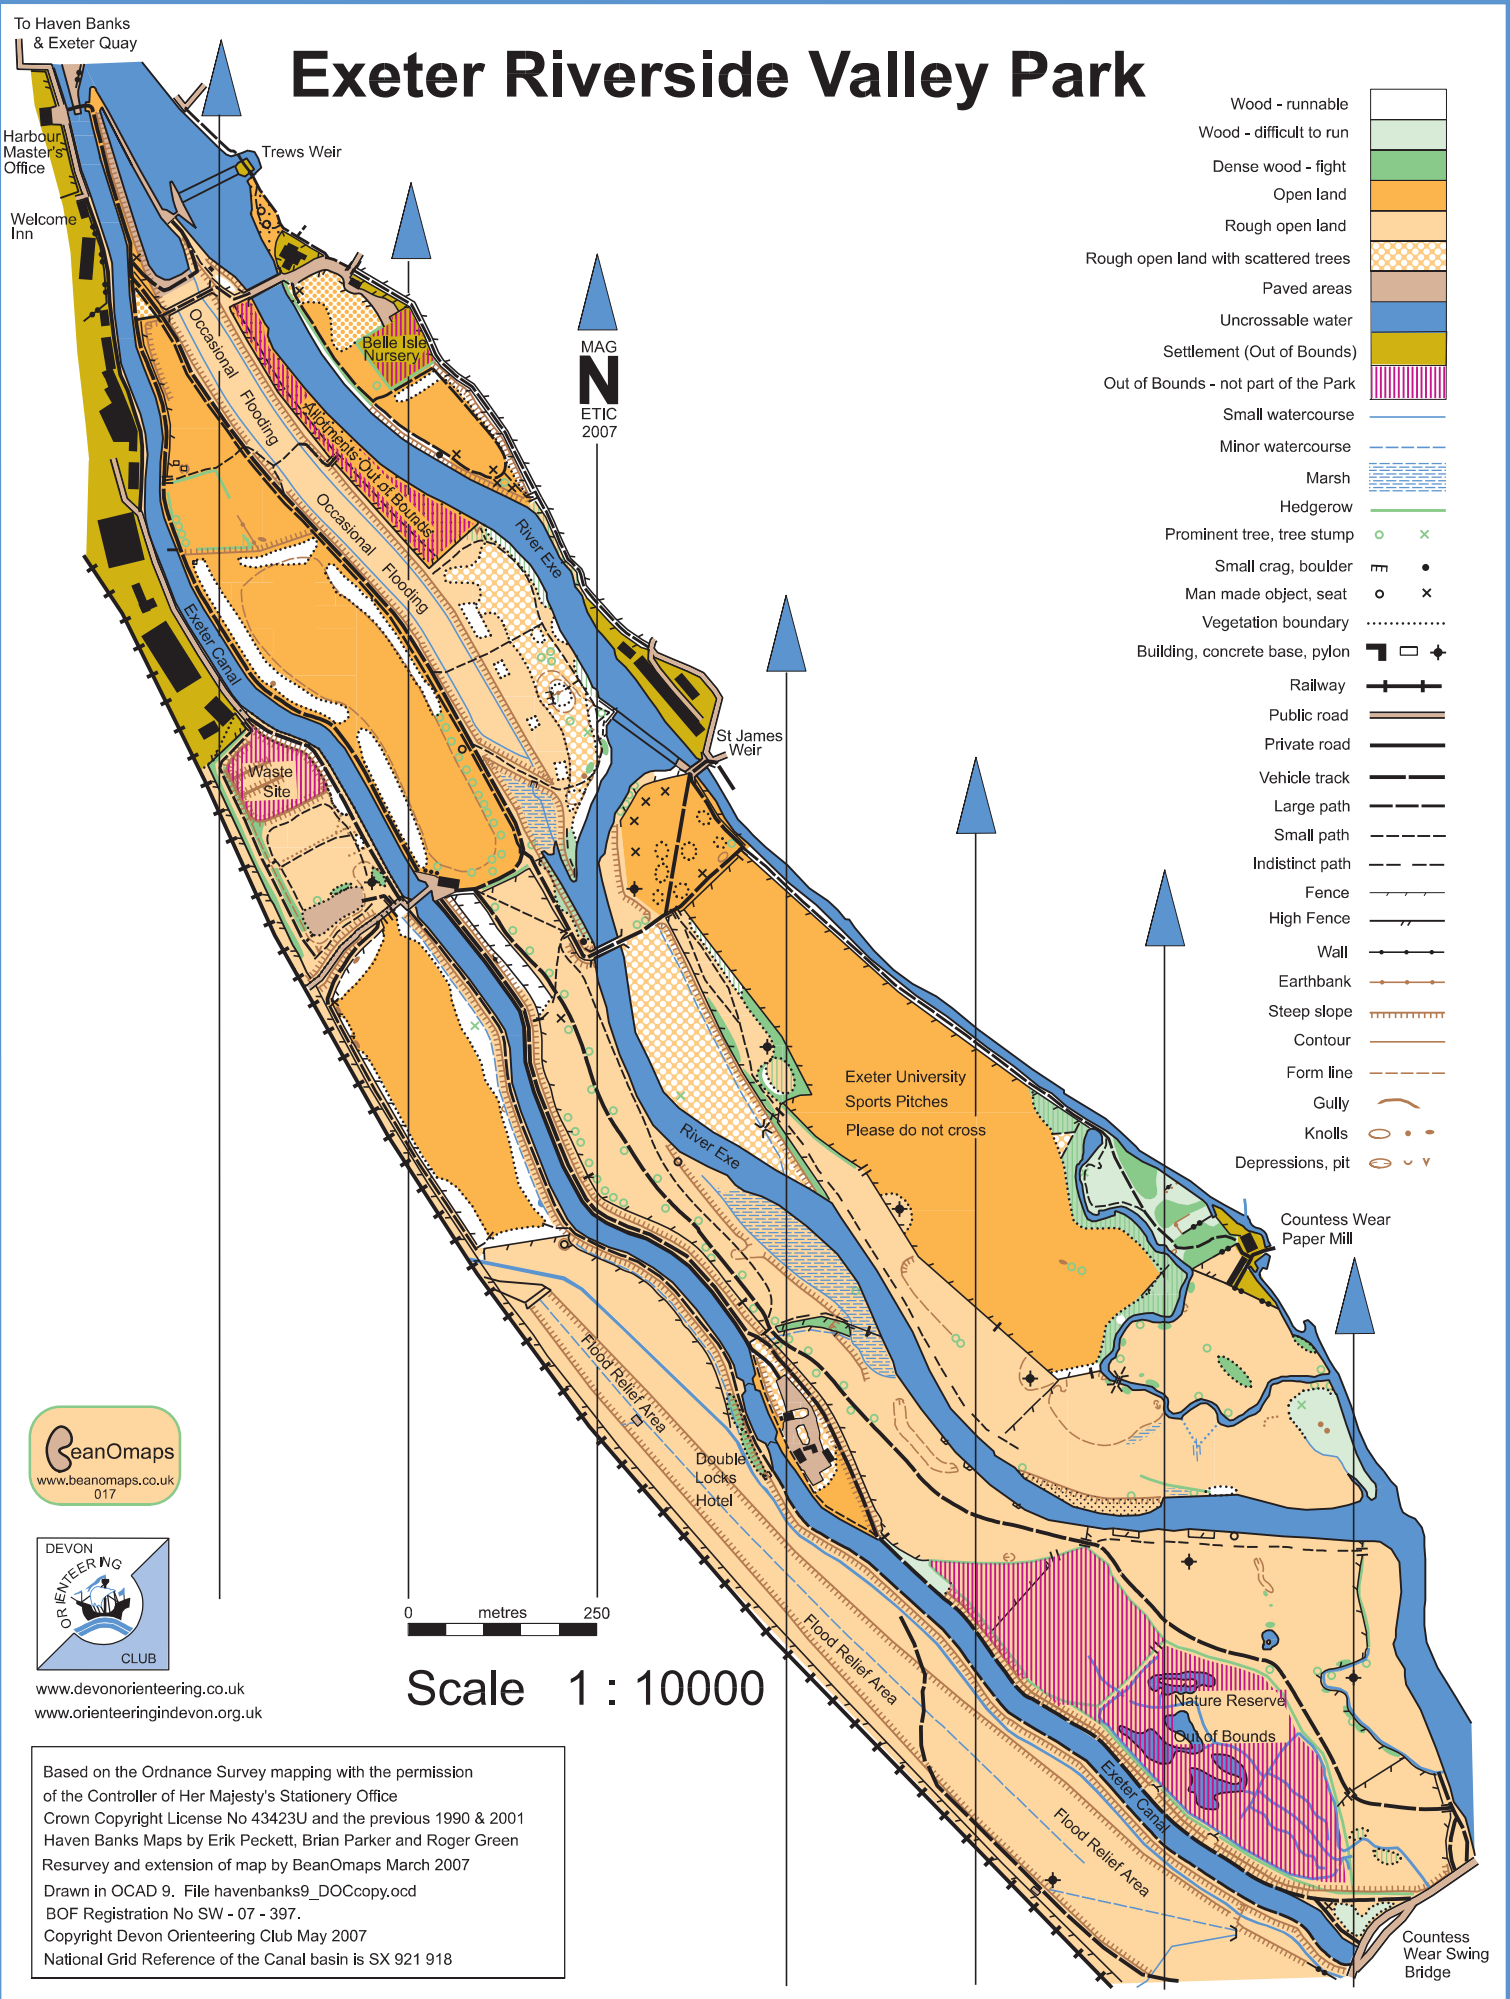 To Haven Banks
& Exeter Quay
Exeter Riverside Valley Park
Harbour
Master's
Office
Trews Weir
Welcome
Inn
Wood - runnable
Wood - difficult to run
Dense wood - fight
Open land
Rough open land
Rough open land with scattered trees
Paved areas
Uncrossable water
Settlement (Out of Bounds)
Out of Bounds - not part of the Park
Small watercourse
Minor watercourse
Marsh
Hedgerow
Prominent tree, tree stump
Small crag, boulder
Man made object, seat
Vegetation boundary
Building, concrete base, pylon
Railway
Public road
Private road
Vehicle track
Large path
Small path
Indistinct path
Fence
High Fence
Wall
Earthbank
Steep slope
Contour
Form line
Gully
Knolls
Depressions, pit
MAG
N
ETIC
2007
Belle Isle
Nursery
Occasional
Flooding
Allotments Out of Bounds
Occasional
Flooding
River Exe
Exeter Canal
St James
Weir
Waste
Site
Exeter University
Sports Pitches
Please do not cross
River Exe
Countess Wear
Paper Mill
Flood Relief Area
Double
Locks
Hotel
Flood Relief Area
Nature Reserve
Out of Bounds
Exeter Canal
Flood Relief Area
Countess
Wear Swing
Bridge
BeanOmaps
www.beanomaps.co.uk
017
DEVON
ORIENTEERING
CLUB
www.devonorienteering.co.uk
www.orienteeringindevon.org.uk
0 metres 250
Scale 1 : 10000
Based on the Ordnance Survey mapping with the permission
of the Controller of Her Majesty's Stationery Office
Crown Copyright License No 43423U and the previous 1990 & 2001
Haven Banks Maps by Erik Peckett, Brian Parker and Roger Green
Resurvey and extension of map by BeanOmaps March 2007
Drawn in OCAD 9. File havenbanks9_DOCcopy.ocd
BOF Registration No SW - 07 - 397.
Copyright Devon Orienteering Club May 2007
National Grid Reference of the Canal basin is SX 921 918